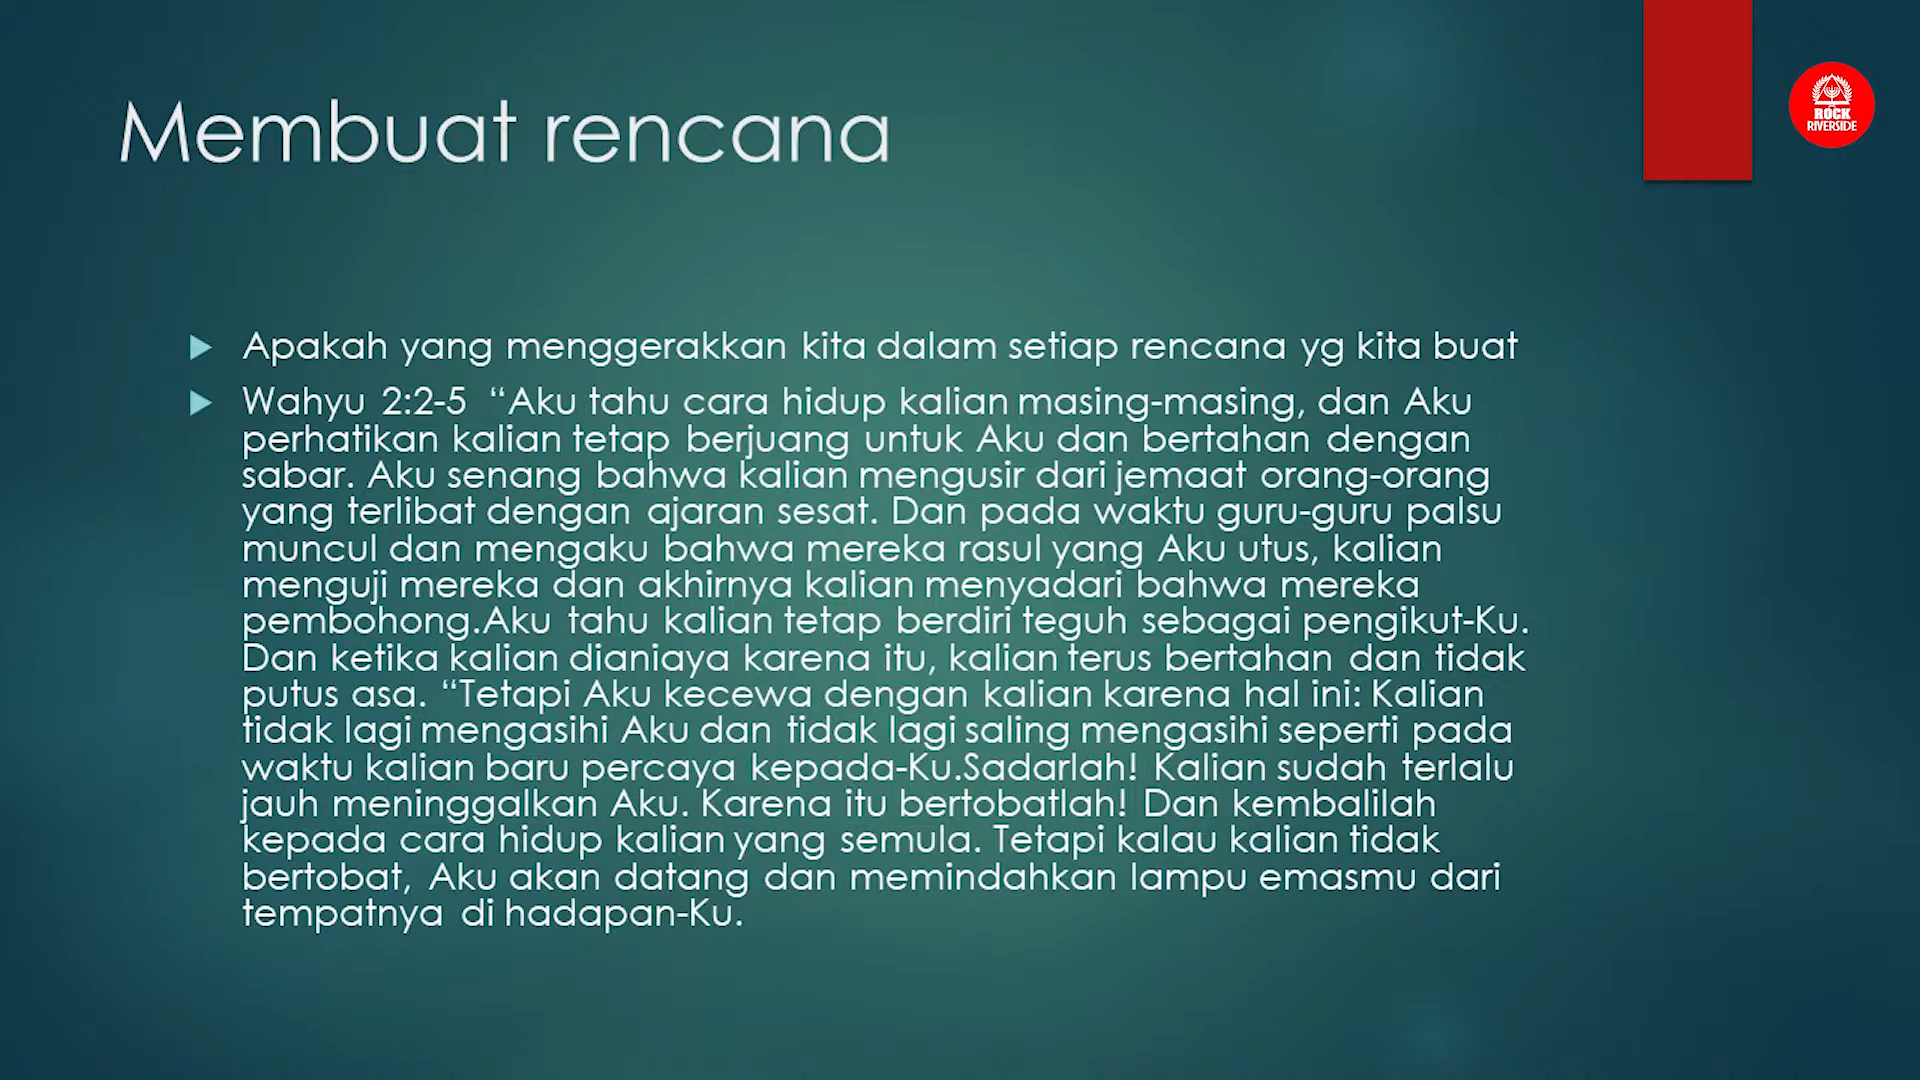 Membuat rencana
ROCK
RIVERSIDE
Apakah yang menggerakkan kita dalam setiap rencana yg kita buat
Wahyu 2:2-5 “Aku tahu cara hidup kalian masing-masing, dan Aku
perhatikan kalian tetap berjuang untuk Aku dan bertahan dengan
sabar. Aku senang bahwa kalian mengusir dari jemaat orang-orang
yang terlibat dengan ajaran sesat. Dan pada waktu guru-guru palsu
muncul dan mengaku bahwa mereka rasul yang Aku utus, kalian
menguji mereka dan akhirnya kalian menyadari bahwa mereka
pembohong.Aku tahu kalian tetap berdiri teguh sebagai pengikut-Ku.
Dan ketika kalian dianiaya karena itu, kalian terus bertahan dan tidak
putus asa. “Tetapi Aku kecewa dengan kalian karena hal ini: Kalian
tidak lagi mengasihi Aku dan tidak lagi saling mengasihi seperti pada
waktu kalian baru percaya kepada-Ku.Sadarlah! Kalian sudah terlalu
jauh meninggalkan Aku. Karena itu bertobatlah! Dan kembalilah
kepada cara hidup kalian yang semula. Tetapi kalau kalian tidak
bertobat, Aku akan datang dan memindahkan lampu emasmu dari
tempatnya di hadapan-Ku.